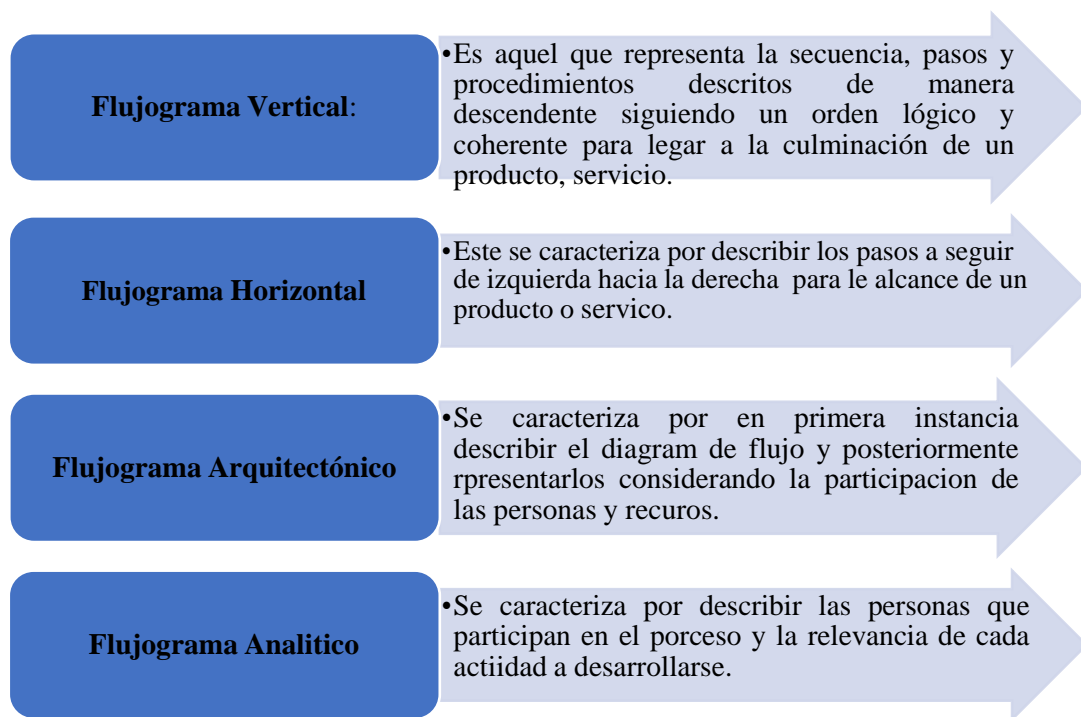 Flujograma Vertical:
•Es aquel que representa la secuencia, pasos y
procedimientos descritos de manera
descendente siguiendo un orden lógico y
coherente para legar a la culminación de un
producto, servicio.
Flujograma Horizontal
•Este se caracteriza por describir los pasos a seguir
de izquierda hacia la derecha para le alcance de un
producto o servico.
Flujograma Arquitectónico
•Se caracteriza por en primera instancia
describir el diagram de flujo y posteriormente
rpresentarlos considerando la participacion de
las personas y recuros.
Flujograma Analitico
•Se caracteriza por describir las personas que
participan en el porceso y la relevancia de cada
actiidad a desarrollarse.